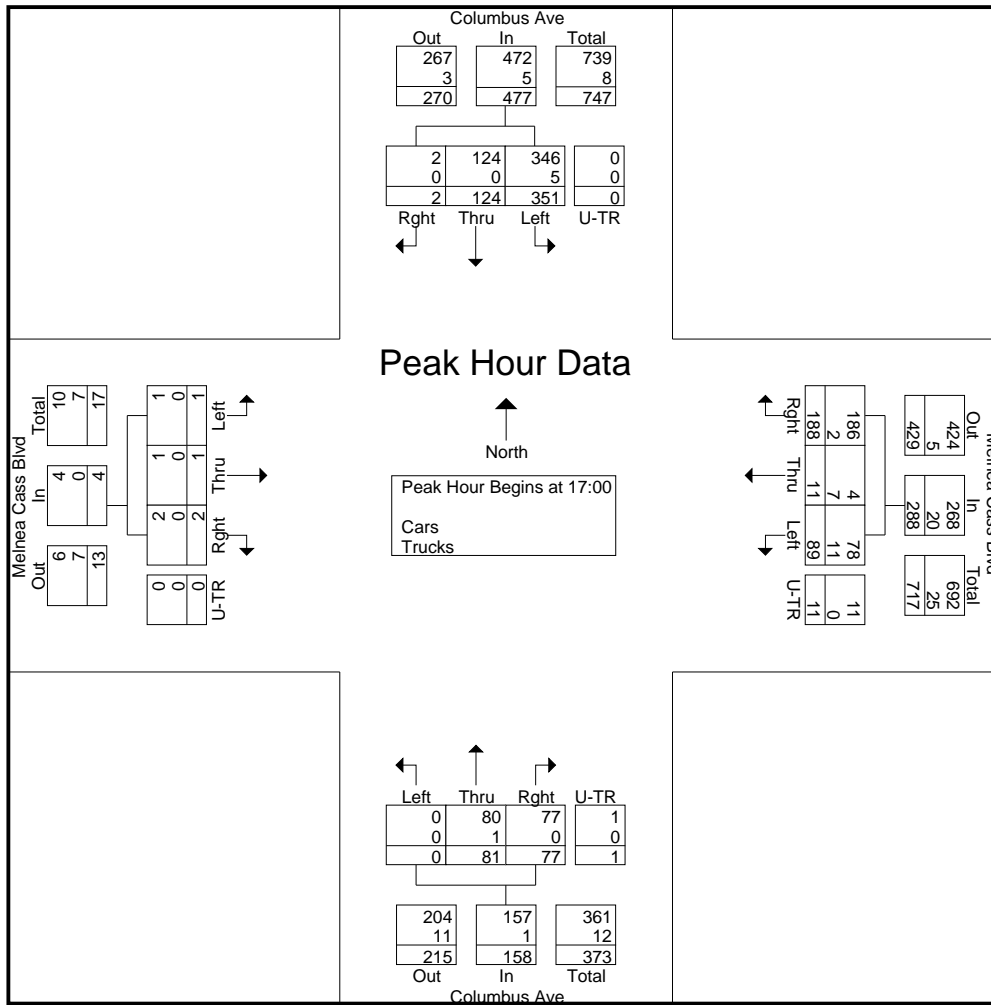 Columbus Ave
Out In Total
267 472 739
3 5 8
270 477 747
2 124 346 0
0 0 5 0
2 124 351 0
Rght Thru Left U-TR
Peak Hour Data
North
Peak Hour Begins at 17:00
Cars
Trucks
Melnea Cass Blvd
Out In Total
6 4 10
7 0 7
13 4 17
Left Thru Rght U-TR
1 1 2 0
0 0 0 0
1 1 2 0
Melnea Cass Blvd
Out In Total
424 268 692
5 20 25
429 288 717
Rght Thru Left U-TR
186 4 78 11
2 7 11 0
188 11 89 11
Left Thru Rght U-TR
0 80 77 1
0 1 0 0
0 81 77 1
204 157 361
11 1 12
215 158 373
Out In Total
Columbus Ave